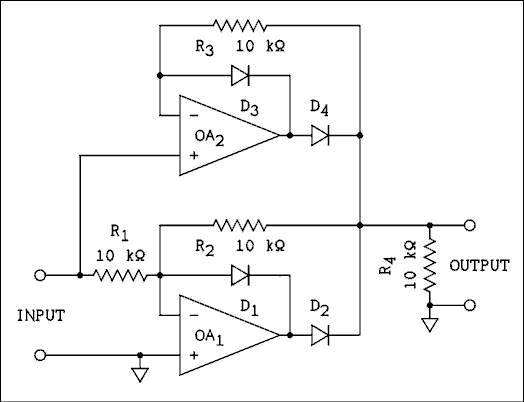 R3 10 kΩ
D3 D4
−
OA2
+
R1
10 kΩ
R2 10 kΩ
R4
10 kΩ
OUTPUT
INPUT
D1 D2
−
OA1
+